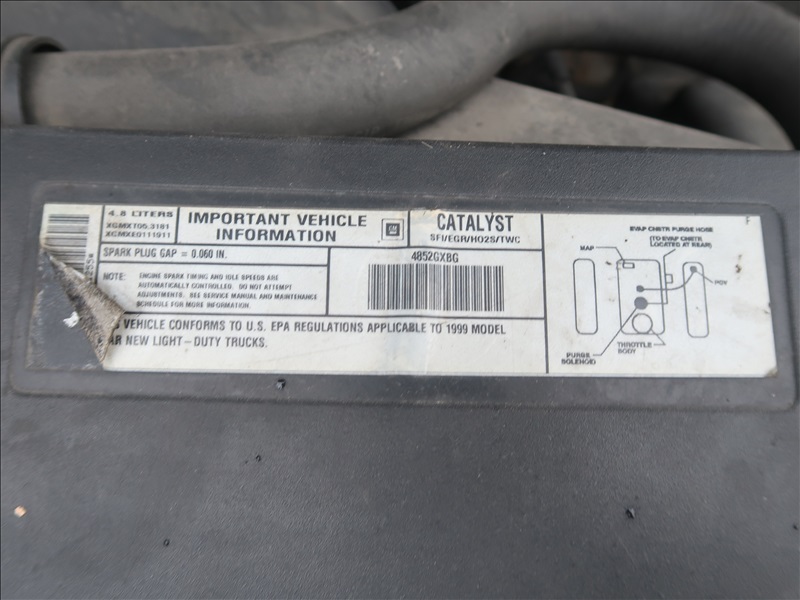 4.8 LITERS
XGMXT05.3181
XCMXE0111911
IMPORTANT VEHICLE
INFORMATION
GM
CATALYST
SFI/EGR/HO2S/TWC
SPARK PLUG GAP = 0.060 IN.
NOTE: ENGINE SPARK TIMING AND IDLE SPEEDS ARE
AUTOMATICALLY CONTROLLED. DO NOT ATTEMPT
ADJUSTMENTS. SEE SERVICE MANUAL AND MAINTENANCE
SCHEDULE FOR MORE INFORMATION.
4852GXBG
VEHICLE CONFORMS TO U.S. EPA REGULATIONS APPLICABLE TO 1999 MODEL
AR NEW LIGHT-DUTY TRUCKS.
EVAP CNSTR PURGE HOSE
(TO EVAP CNSTR
LOCATED AT REAR)
MAP
PCV
THROTTLE
BODY
PURGE
SOLENOID